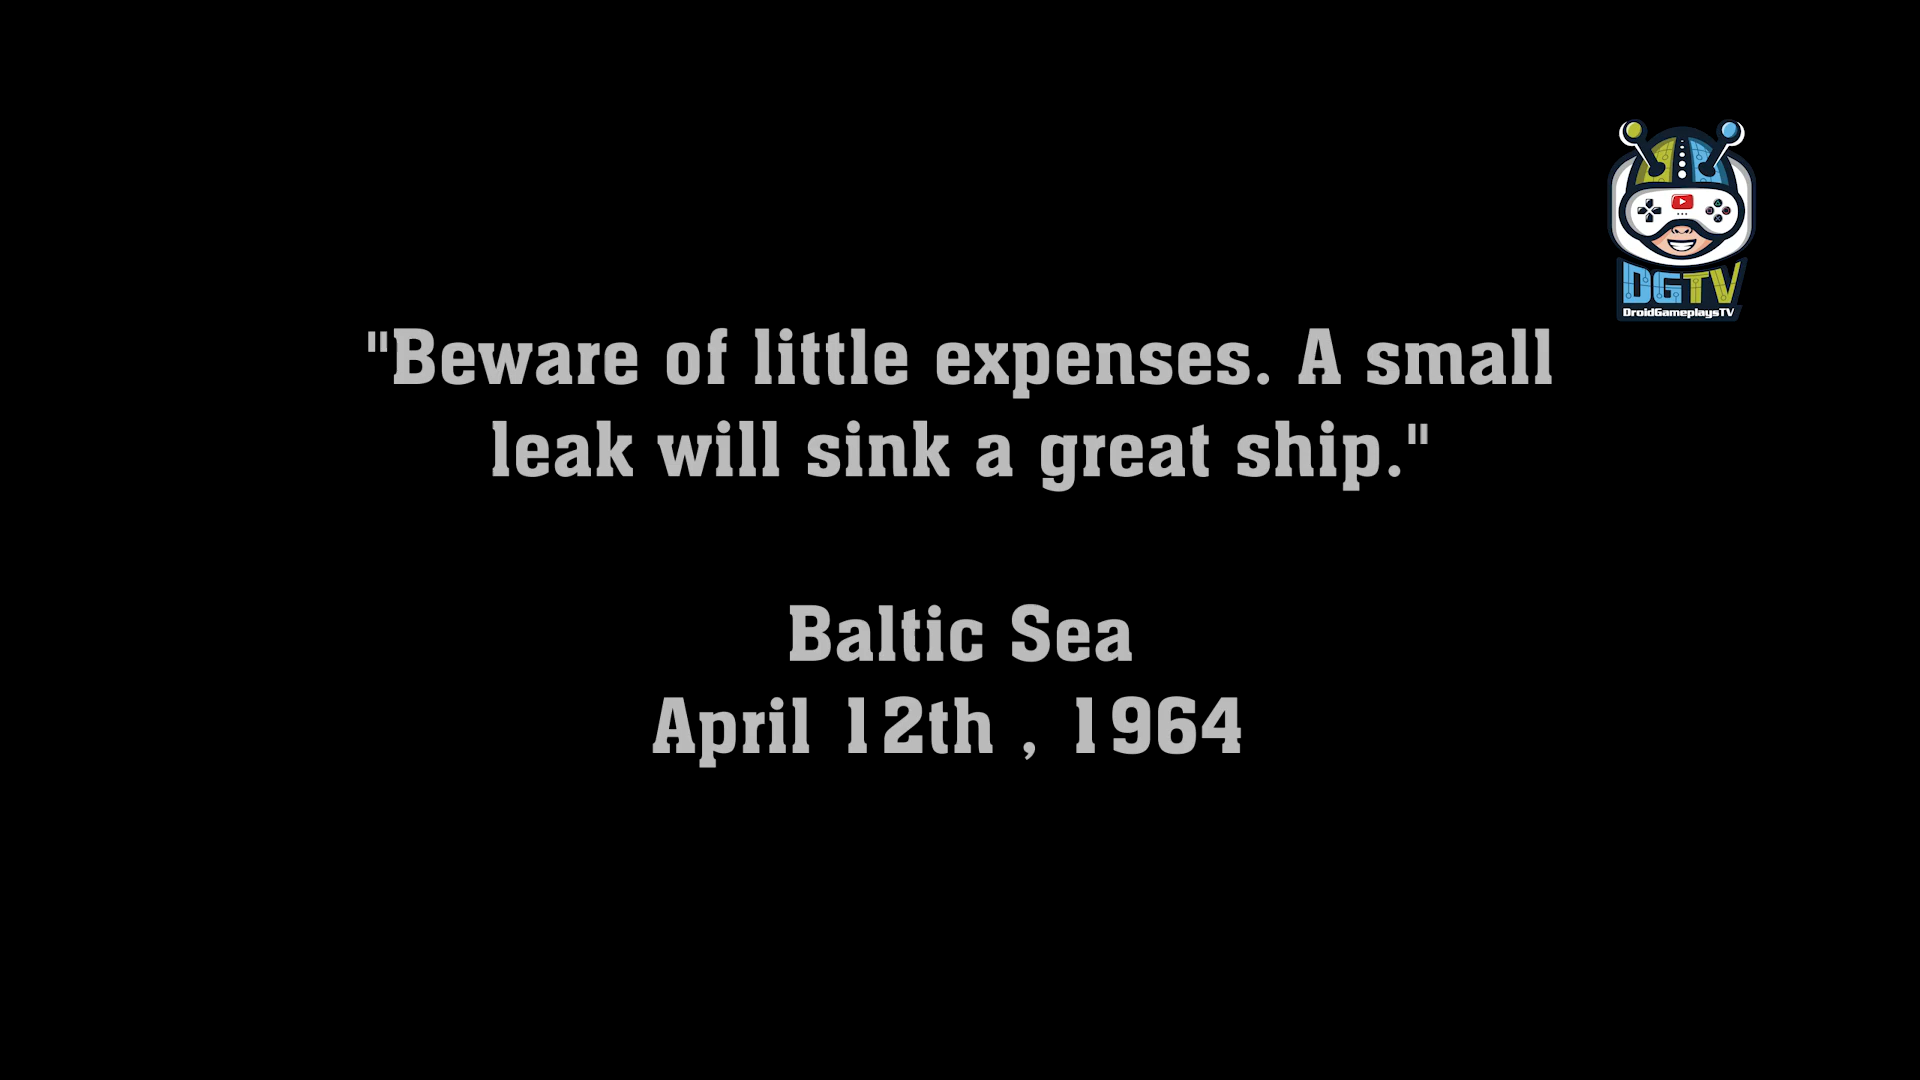 "Beware of little expenses. A small
leak will sink a great ship."
Baltic Sea
April 12th , 1964
DGTV
DroidGameplaysTV